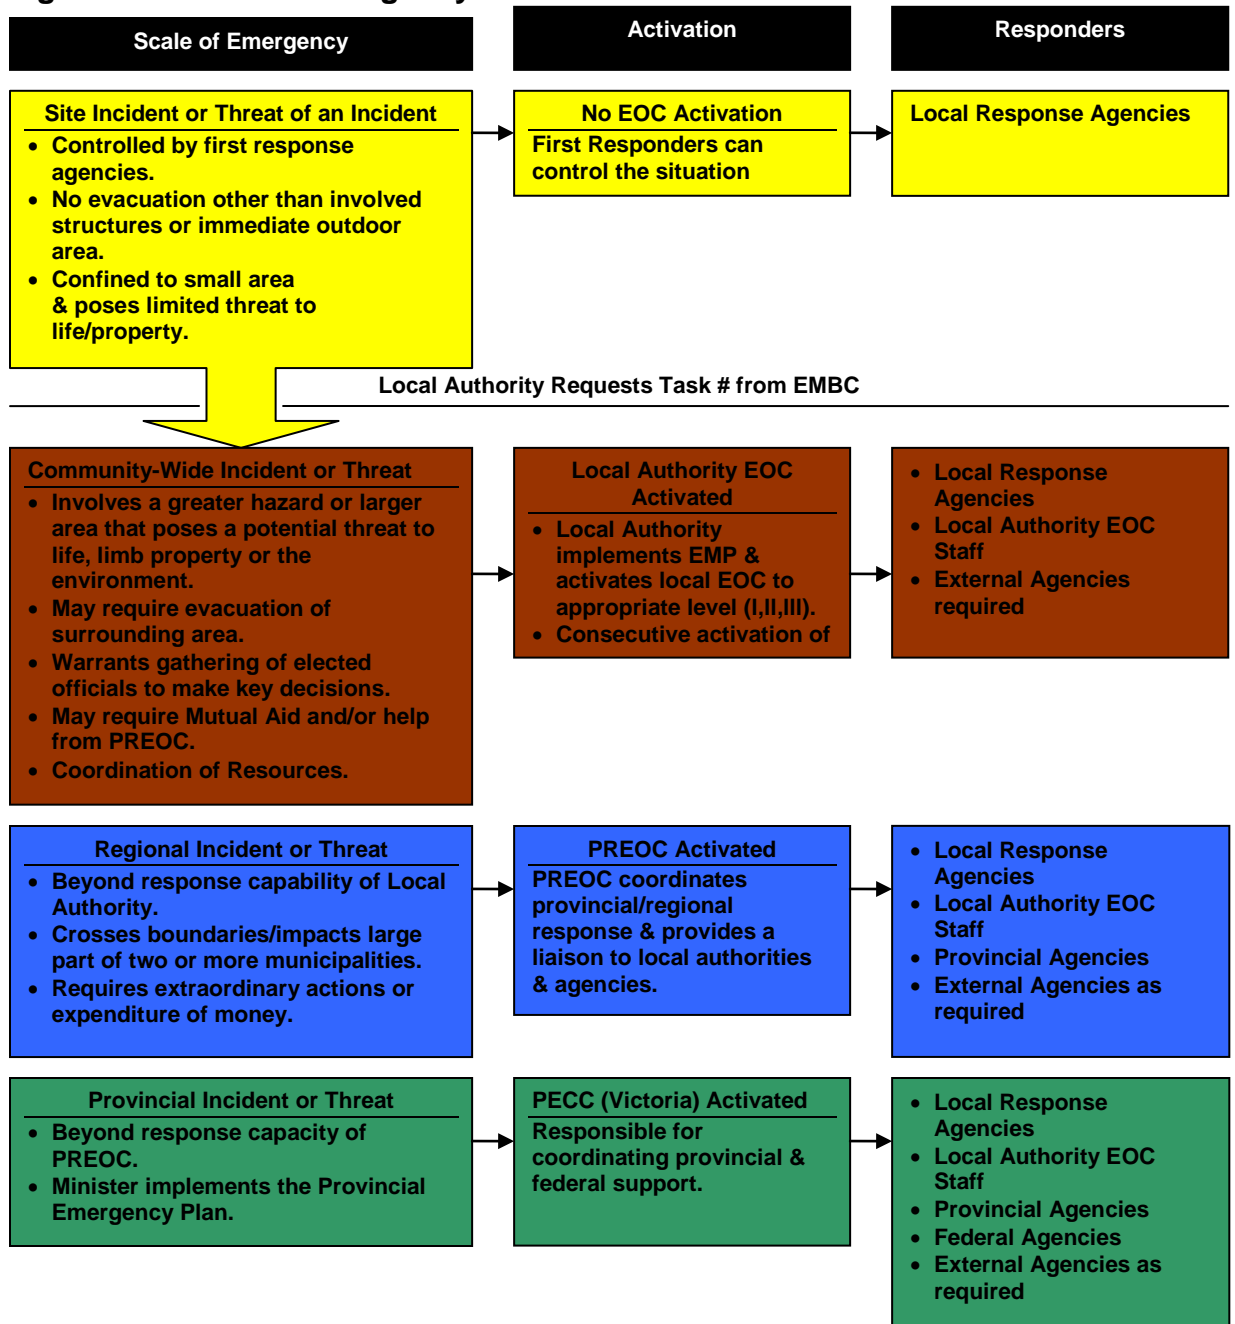 Scale of Emergency
Activation
Responders
Site Incident or Threat of an Incident
• Controlled by first response
agencies.
• No evacuation other than involved
structures or immediate outdoor
area.
• Confined to small area
& poses limited threat to
life/property.
No EOC Activation
First Responders can
control the situation
Local Response Agencies
Local Authority Requests Task # from EMBC
Community-Wide Incident or Threat
• Involves a greater hazard or larger
area that poses a potential threat to
life, limb property or the
environment.
• May require evacuation of
surrounding area.
• Warrants gathering of elected
officials to make key decisions.
• May require Mutual Aid and/or help
from PREOC.
• Coordination of Resources.
Local Authority EOC
Activated
• Local Authority
implements EMP &
activates local EOC to
appropriate level (I,II,III).
• Consecutive activation of
• Local Response
Agencies
• Local Authority EOC
Staff
• External Agencies
required
Regional Incident or Threat
• Beyond response capability of Local
Authority.
• Crosses boundaries/impacts large
part of two or more municipalities.
• Requires extraordinary actions or
expenditure of money.
PREOC Activated
PREOC coordinates
provincial/regional
response & provides a
liaison to local authorities
& agencies.
• Local Response
Agencies
• Local Authority EOC
Staff
• Provincial Agencies
• External Agencies as
required
Provincial Incident or Threat
• Beyond response capacity of
PREOC.
• Minister implements the Provincial
Emergency Plan.
PECC (Victoria) Activated
Responsible for
coordinating provincial &
federal support.
• Local Response
Agencies
• Local Authority EOC
Staff
• Provincial Agencies
• Federal Agencies
• External Agencies as
required